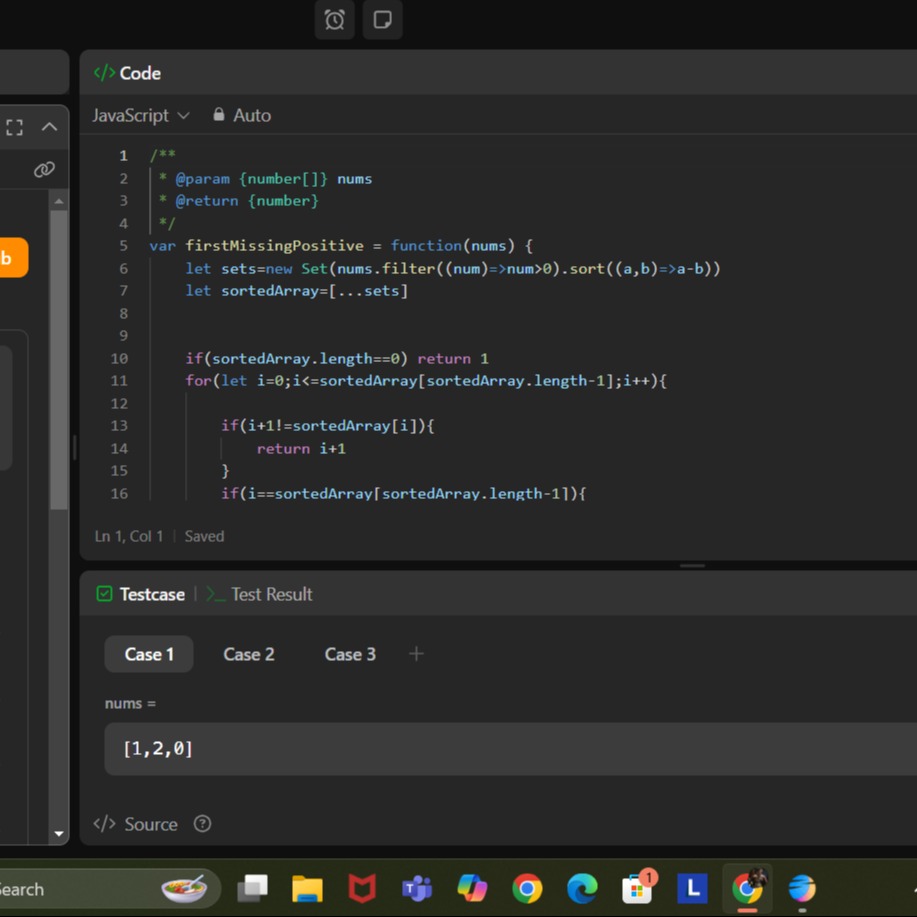 </> Code
JavaScript Auto
b
1 /**
2 * @param {number[]} nums
3 * @return {number}
4 */
5 var firstMissingPositive = function(nums) {
6 let sets=new Set(nums.filter((num)=>num>0).sort((a,b)=>a-b))
7 let sortedArray=[...sets]
8
9
10 if(sortedArray.length==0) return 1
11 for(let i=0;i<=sortedArray[sortedArray.length-1];i++){
12
13 if(i+1!=sortedArray[i]){
14 return i+1
15 }
16 if(i==sortedArray[sortedArray.length-1]){
Ln 1, Col 1 | Saved
Testcase | >_ Test Result
Case 1 Case 2 Case 3 +
nums =
[1,2,0]
</> Source ?
Search
1
L